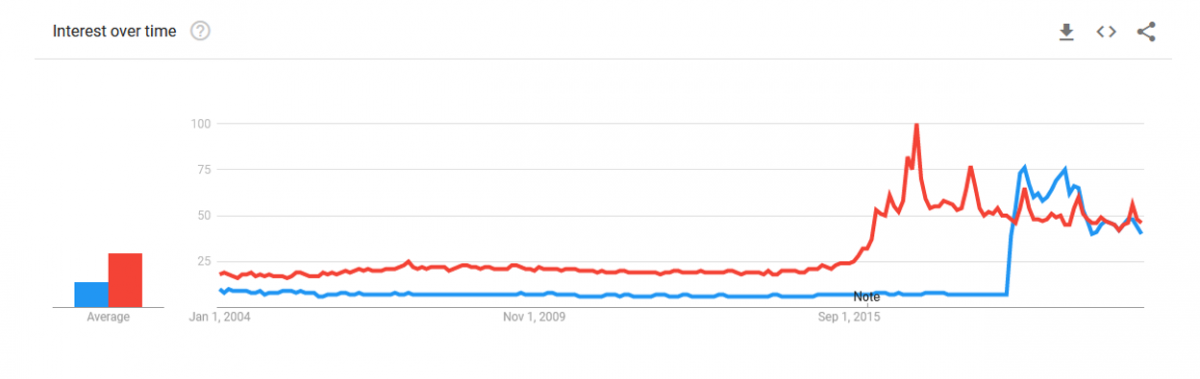 Interest over time
100
75
50
25
Note
Average
Jan 1, 2004
Nov 1, 2009
Sep 1, 2015